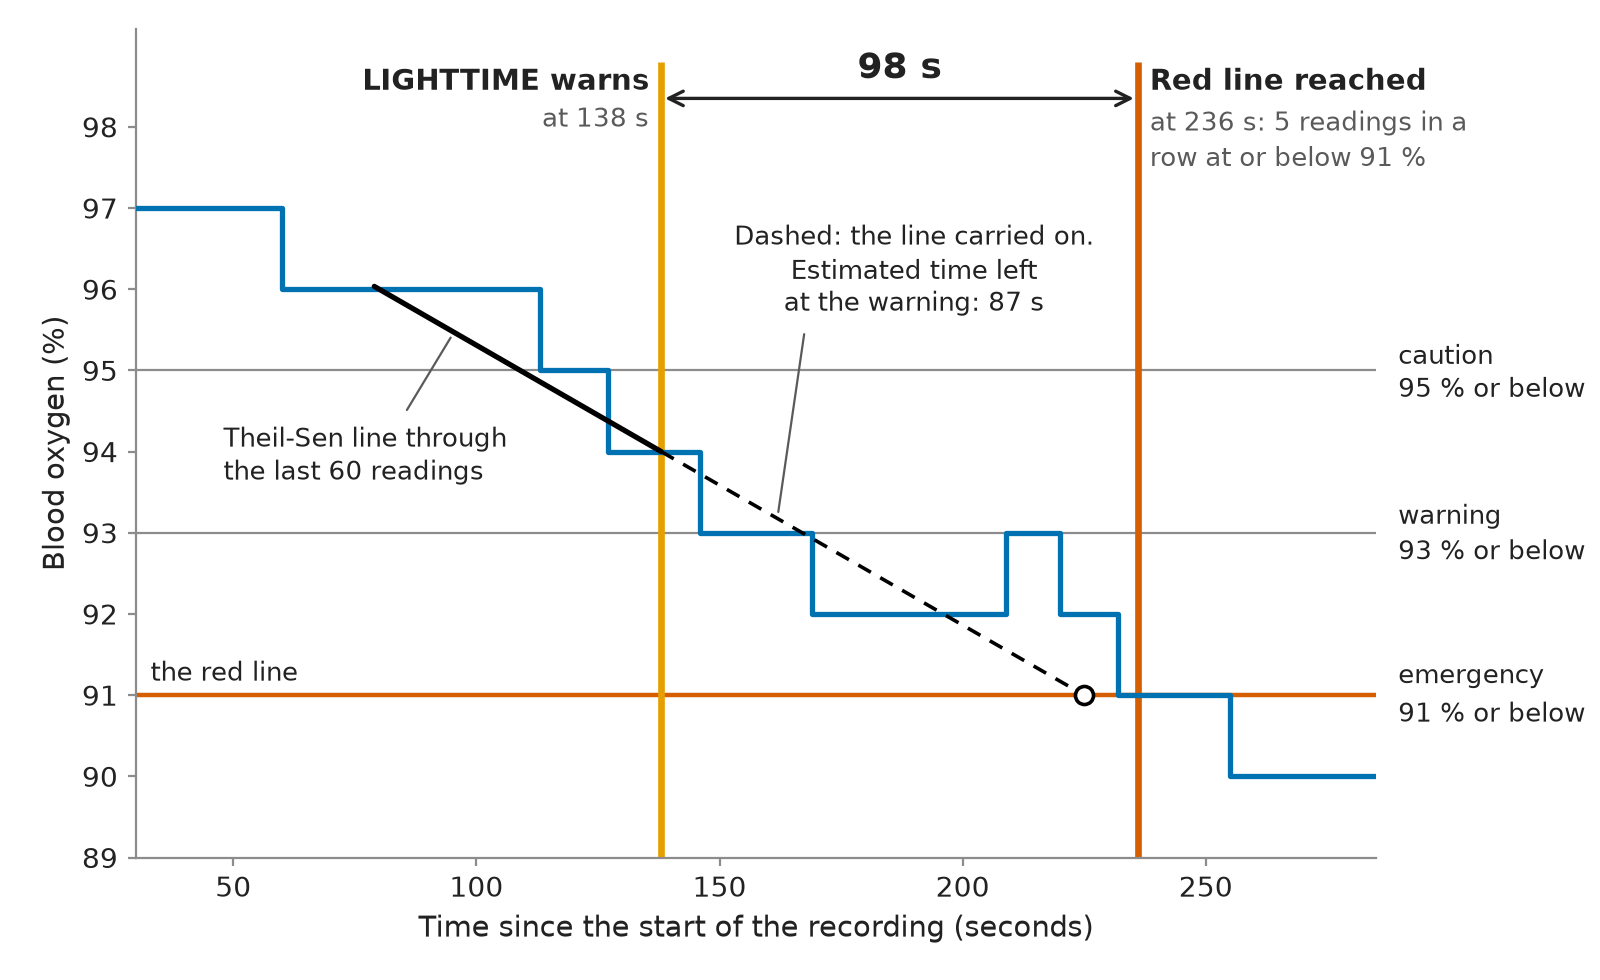 LIGHTTIME warns
at 138 s
98 s
Red line reached
at 236 s: 5 readings in a
row at or below 91 %
Dashed: the line carried on.
Estimated time left
at the warning: 87 s
Theil-Sen line through
the last 60 readings
the red line
caution
95 % or below
warning
93 % or below
emergency
91 % or below
Blood oxygen (%)
98
97
96
95
94
93
92
91
90
89
50 100 150 200 250
Time since the start of the recording (seconds)